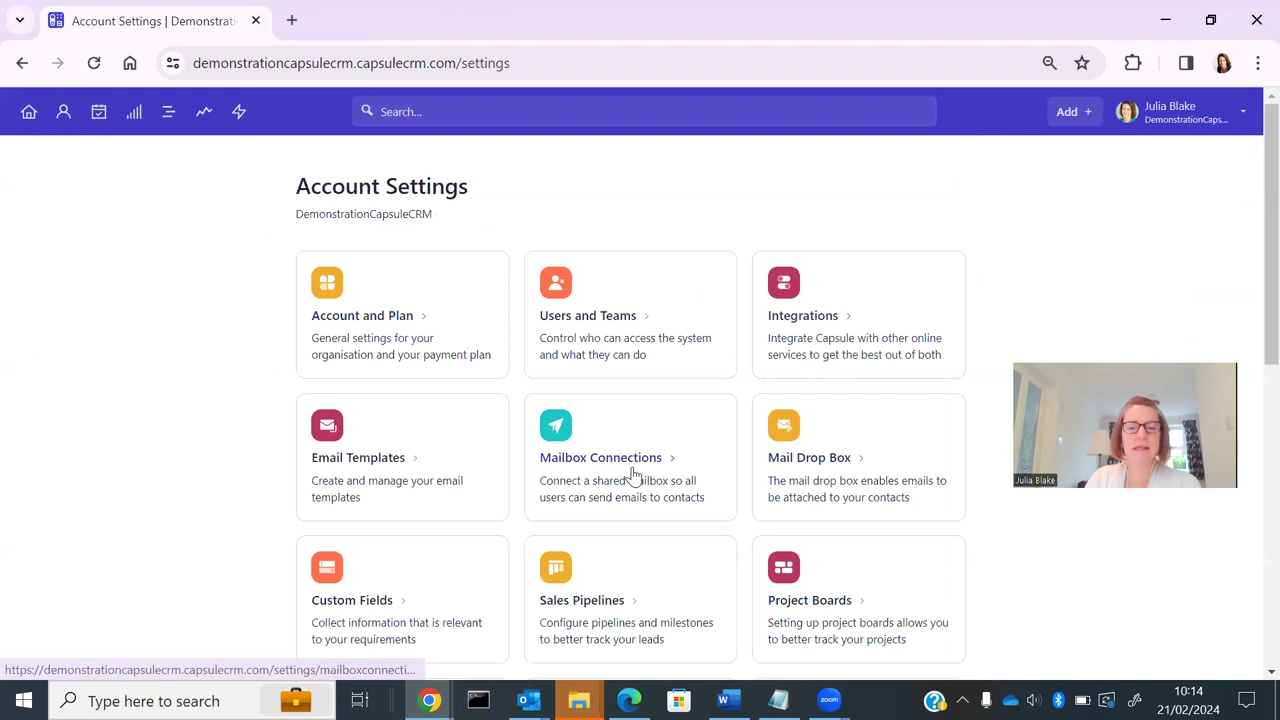 Account Settings | Demonstrati
demonstrationcapsulecrm.capsulecrm.com/settings
Search...
Add +
Julia Blake
DemonstrationCaps...
Account Settings
DemonstrationCapsuleCRM
Account and Plan
General settings for your
organisation and your payment plan
Users and Teams
Control who can access the system
and what they can do
Integrations
Integrate Capsule with other online
services to get the best out of both
Email Templates
Create and manage your email
templates
Mailbox Connections
Connect a shared mailbox so all
users can send emails to contacts
Mail Drop Box
The mail drop box enables emails to
be attached to your contacts
Julia Blake
Custom Fields
Collect information that is relevant
to your requirements
Sales Pipelines
Configure pipelines and milestones
to better track your leads
Project Boards
Setting up project boards allows you
to better track your projects
https://demonstrationcapsulecrm.capsulecrm.com/settings/mailboxconnecti...
Type here to search
zoom
10:14
21/02/2024